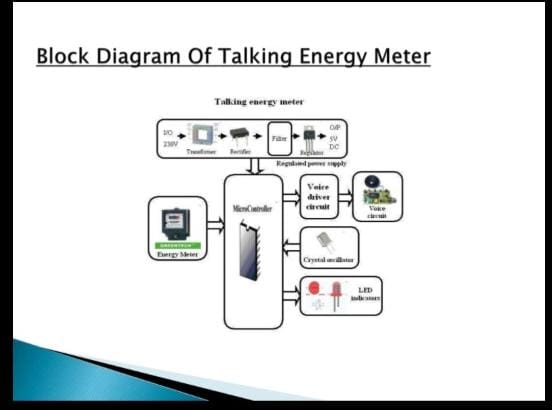 Block Diagram Of Talking Energy Meter
Talking energy meter
I/O
230V
Transformer
Rectifier
Filter
Regulator
O/P
5V
DC
Regulated power supply
MicroController
Voice
driver
circuit
Voice
circuit
GREENTECH
Energy Meter
Crystal oscillator
LED
indicators